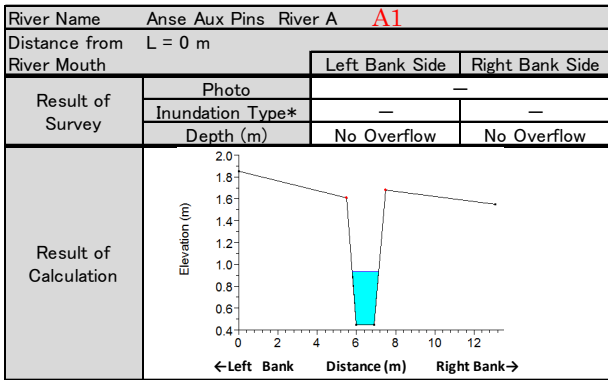 River Name Anse Aux Pins River A A1
Distance from L = 0 m
River Mouth Left Bank Side Right Bank Side
Result of Survey Photo —
Inundation Type* — —
Depth (m) No Overflow No Overflow
Result of Calculation
Elevation (m)
2.0
1.8
1.6
1.4
1.2
1.0
0.8
0.6
0.4
0 2 4 6 8 10 12
←Left Bank Distance (m) Right Bank→